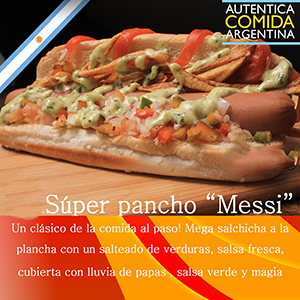 AUTENTICA
COMIDA
ARGENTINA
Súper pancho “Messi”
Un clásico de la comida al paso! Mega salchicha a la
plancha con un salteado de verduras, salsa fresca,
cubierta con lluvia de papas salsa verde y magia